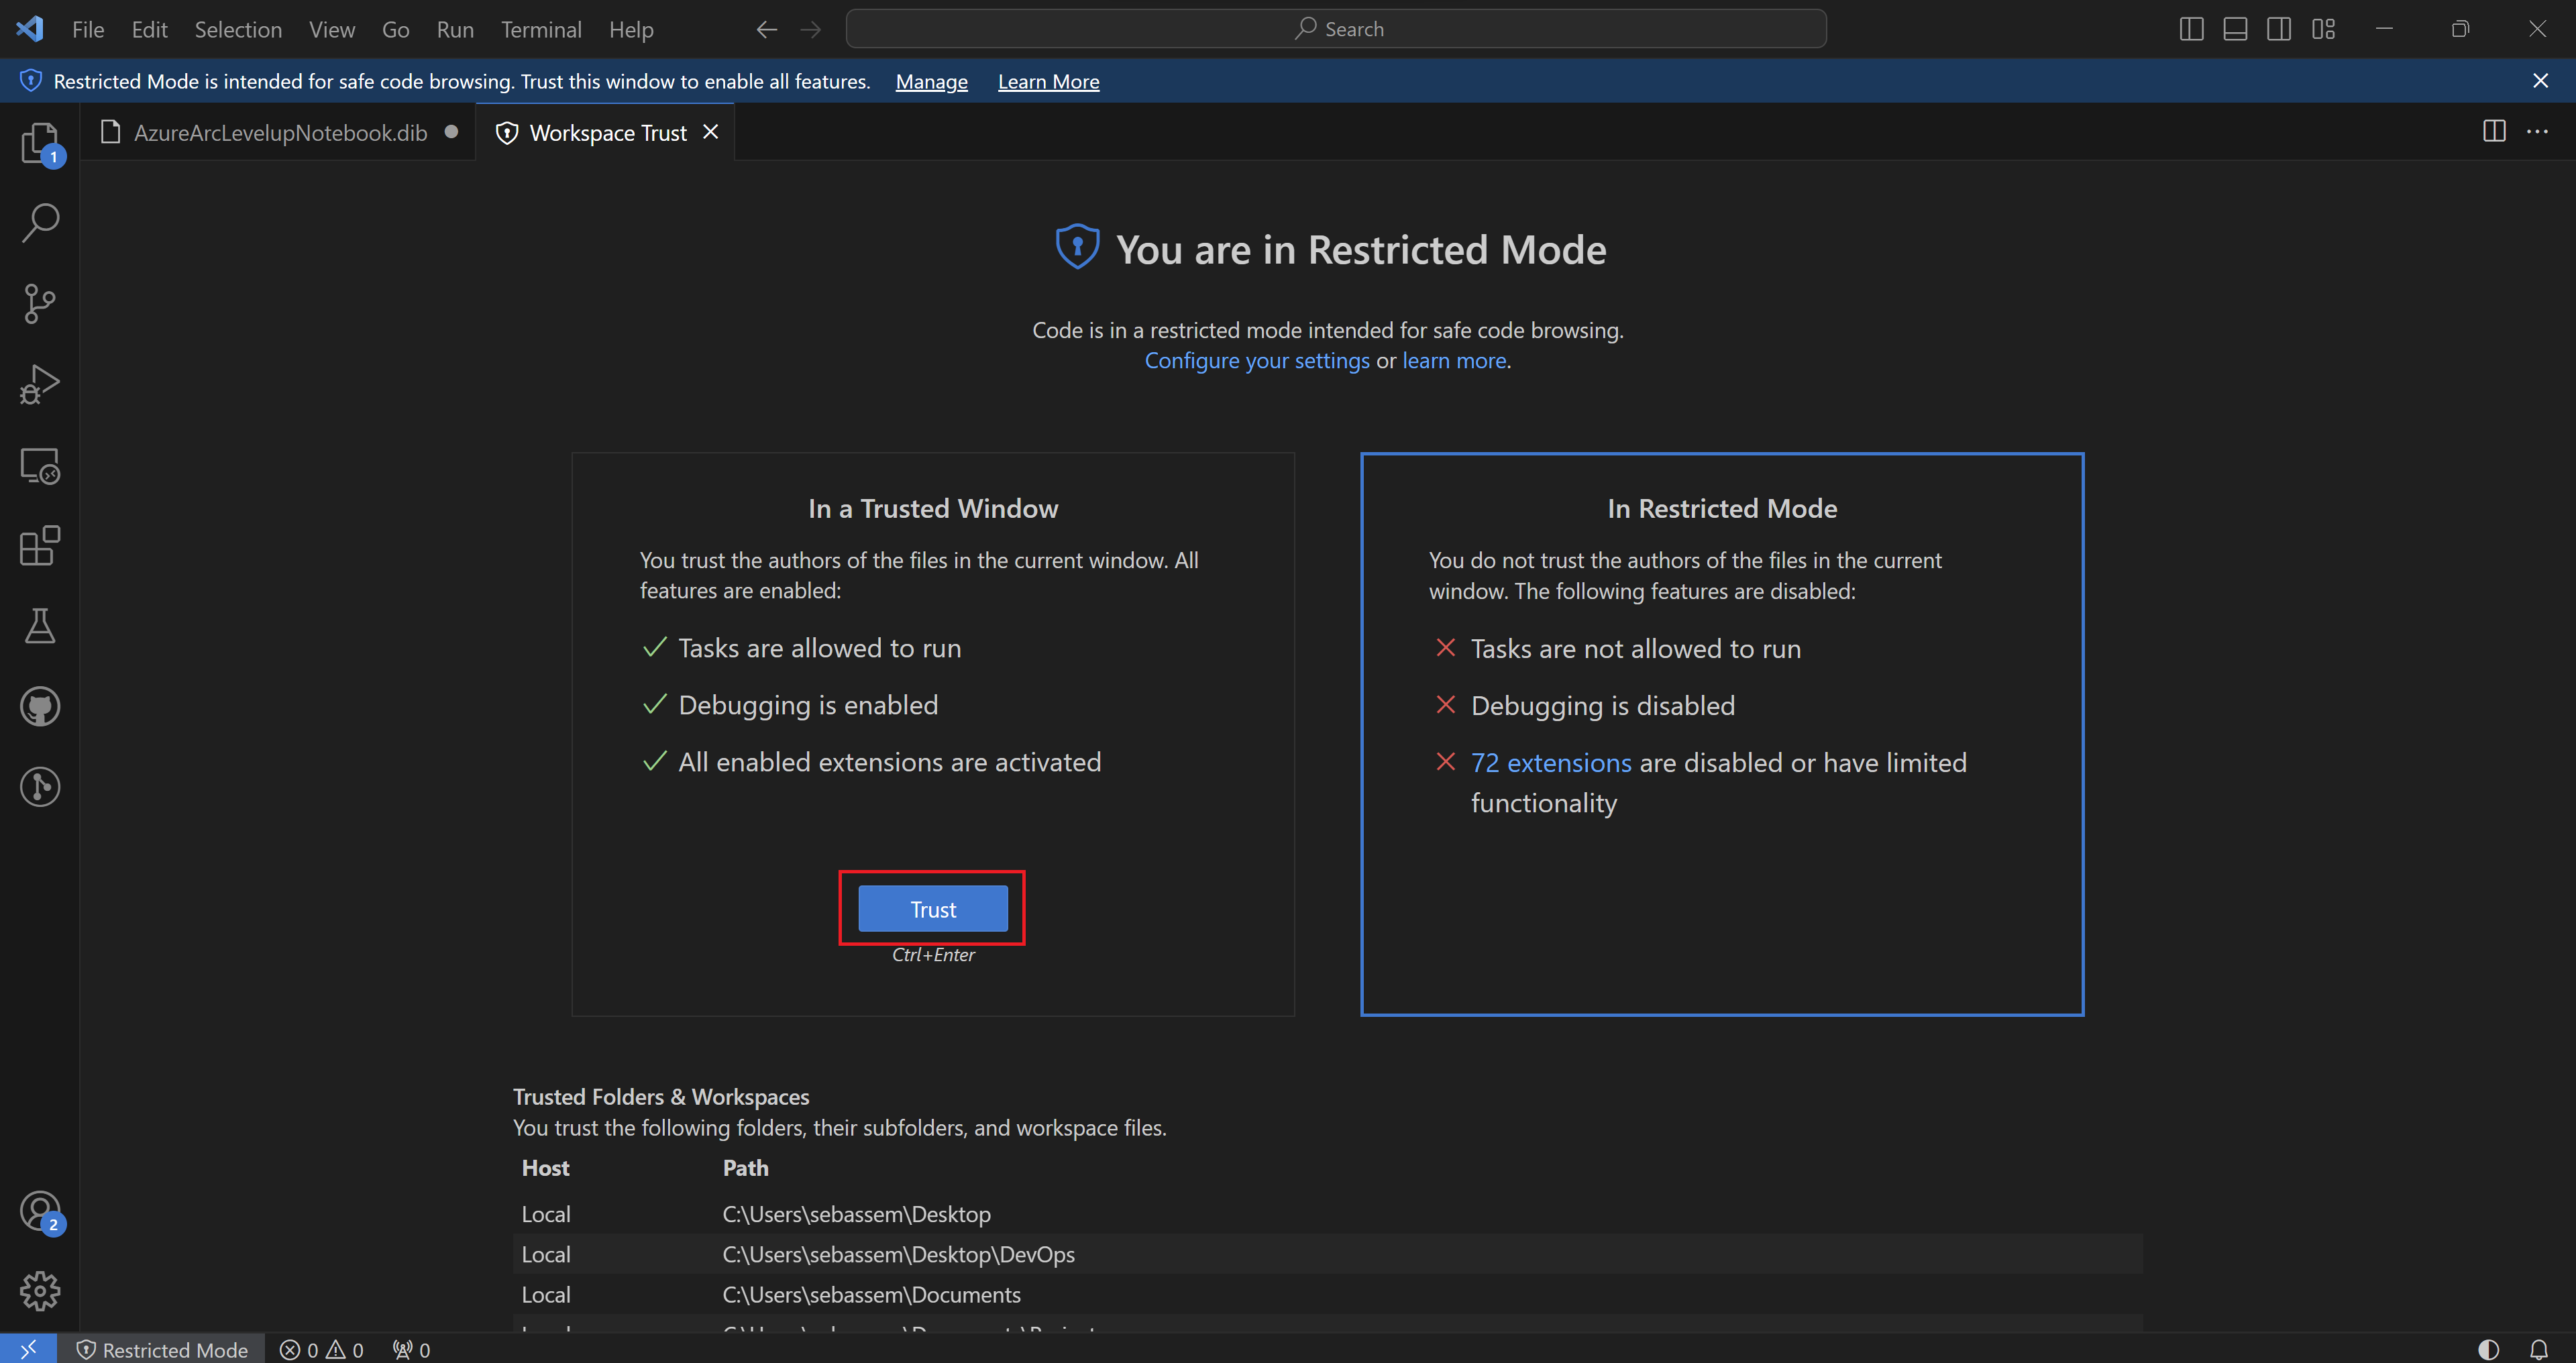 File Edit Selection View Go Run Terminal Help Search
Restricted Mode is intended for safe code browsing. Trust this window to enable all features. Manage Learn More
AzureArcLevelupNotebook.dib Workspace Trust
1
You are in Restricted Mode
Code is in a restricted mode intended for safe code browsing.
Configure your settings or learn more.
In a Trusted Window
You trust the authors of the files in the current window. All
features are enabled:
Tasks are allowed to run
Debugging is enabled
All enabled extensions are activated
Trust
Ctrl+Enter
In Restricted Mode
You do not trust the authors of the files in the current
window. The following features are disabled:
Tasks are not allowed to run
Debugging is disabled
72 extensions are disabled or have limited
functionality
Trusted Folders & Workspaces
You trust the following folders, their subfolders, and workspace files.
Host Path
Local C:\Users\sebassem\Desktop
Local C:\Users\sebassem\Desktop\DevOps
Local C:\Users\sebassem\Documents
2
Restricted Mode 0 0 0